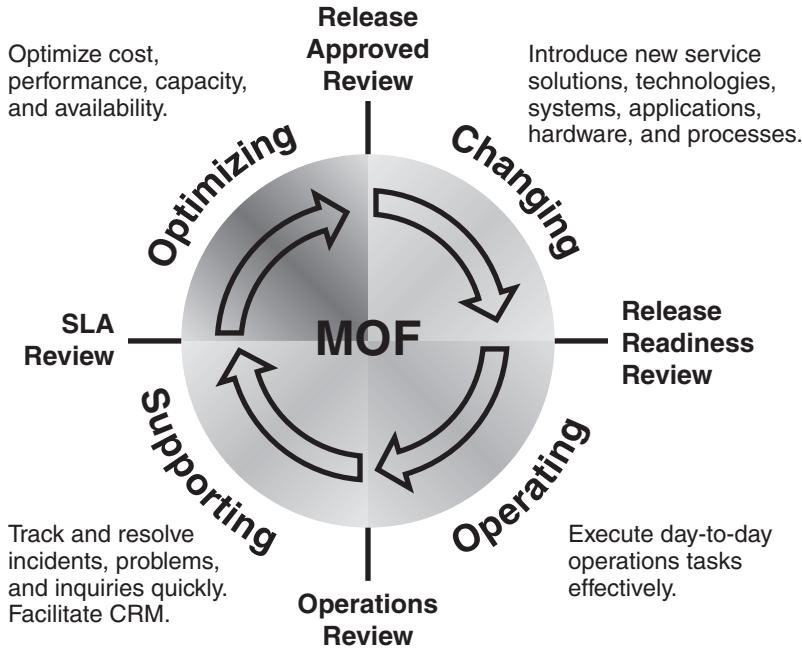 Release
Approved
Review
Optimize cost,
performance, capacity,
and availability.
Introduce new service
solutions, technologies,
systems, applications,
hardware, and processes.
Optimizing
Changing
SLA
Review
MOF
Release
Readiness
Review
Supporting
Operating
Track and resolve
incidents, problems,
and inquiries quickly.
Facilitate CRM.
Execute day-to-day
operations tasks
effectively.
Operations
Review